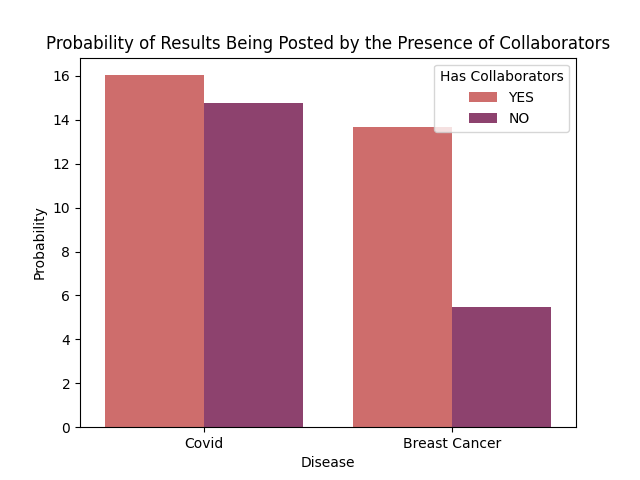 Probability of Results Being Posted by the Presence of Collaborators
Has Collaborators
YES
NO
16
14
12
10
8
6
4
2
0
Probability
Covid
Breast Cancer
Disease